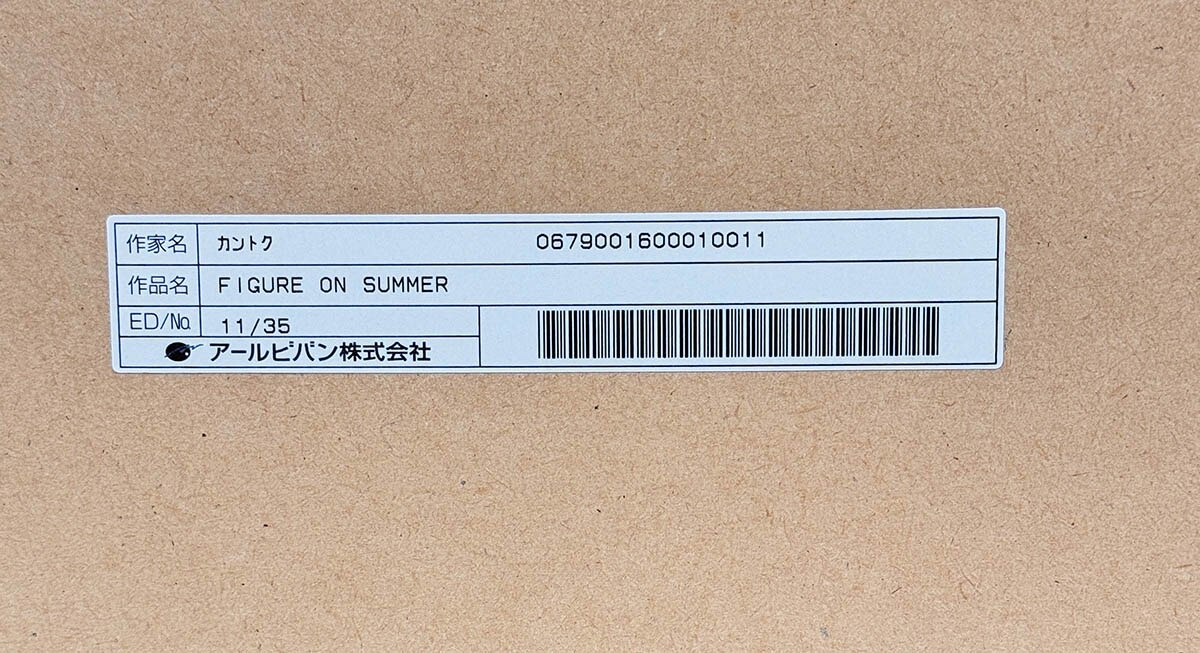 作家名 カントク 0679001600010011
作品名 FIGURE ON SUMMER
ED/No. 11/35
アールビバン株式会社